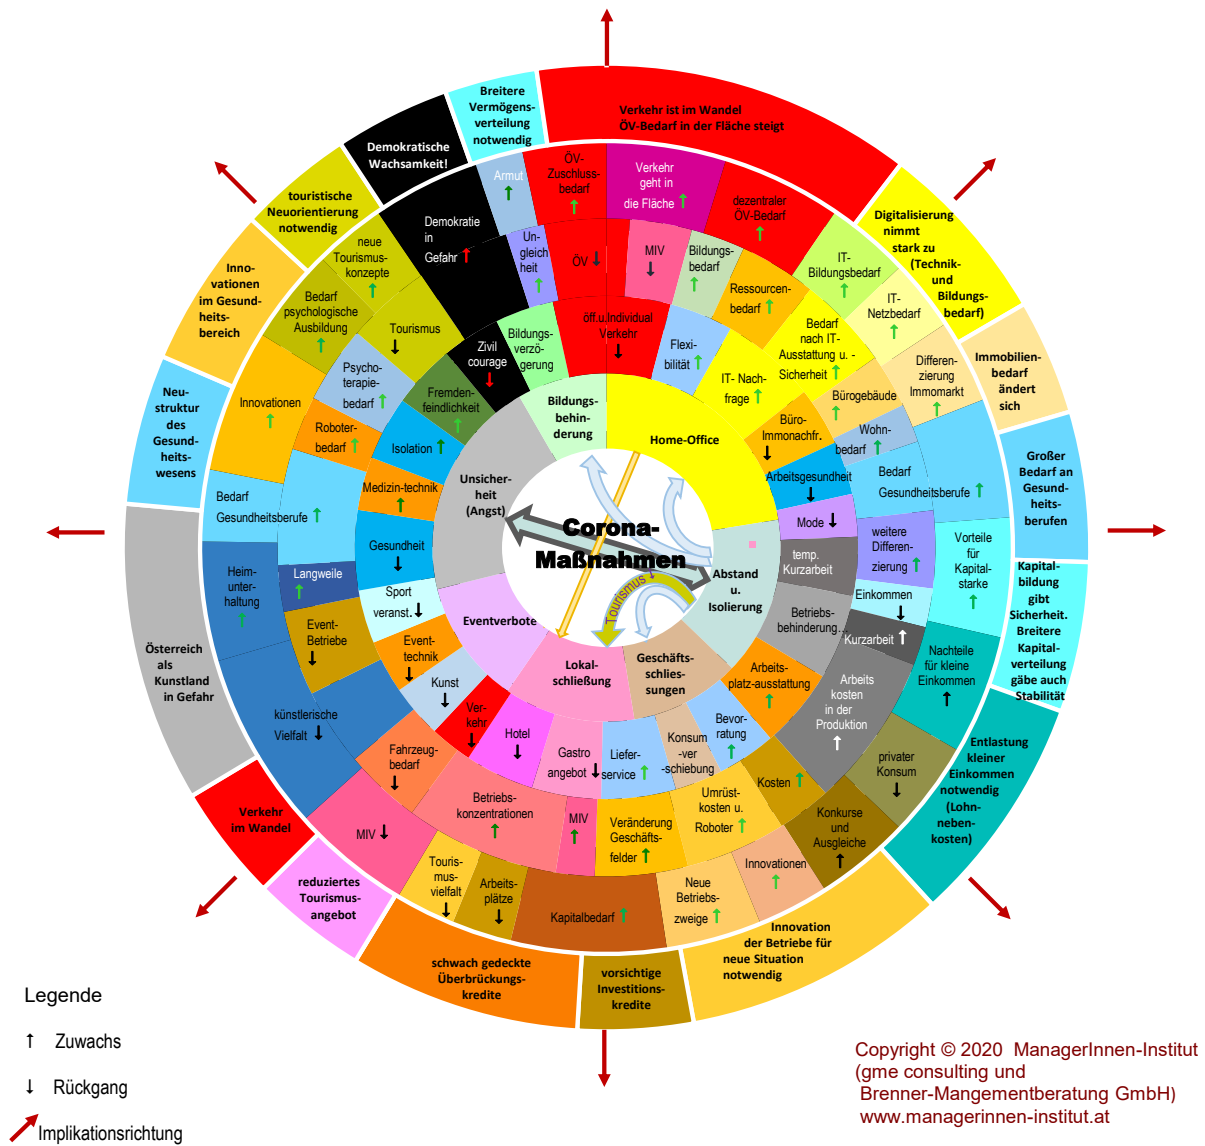 Breitere
Vermögens-
verteilung
notwendig
Verkehr ist im Wandel
ÖV-Bedarf in der Fläche steigt
Digitalisierung
nimmt
stark zu
(Technik-
und
Bildungs-
bedarf)
Immobilien-
bedarf
ändert
sich
Großer
Bedarf an
Gesund-
heits-
berufen
Kapital-
bildung
gibt
Sicherheit.
Breitere
Kapital-
verteilung
gäbe auch
Stabilität
Entlastung
kleiner
Einkommen
notwendig
(Lohn-
neben-
kosten)
Innovation
der Betriebe für
neue Situation
notwendig
vorsichtige
Investitions-
kredite
schwach gedeckte
Überbrückungs-
kredite
reduziertes
Tourismus-
angebot
Verkehr
im Wandel
Österreich
als
Kunstland
in Gefahr
Neu-
struktur
des
Gesund-
heits-
wesens
Inno-
vationen
im Gesund-
heits-
bereich
touristische
Neuorientierung
notwendig
Demokratische
Wachsamkeit!
Armut
↑
ÖV-
Zuschluss-
bedarf
↑
Verkehr
geht in
die Fläche ↑
dezentraler
ÖV-Bedarf
↑
IT-
Bildungsbedarf
↑
IT-
Netzbedarf
↑
Differen-
zierung
Immomarkt
↑
Bedarf
Gesundheitsberufe ↑
Vorteile
für
Kapital-
starke
↑
Nachteile
für kleine
Einkommen
↑
privater
Konsum
↓
Konkurse
und
Ausgleiche
↑
Innovationen
↑
Neue
Betriebs-
zweige ↑
Kapitalbedarf ↑
Arbeits-
plätze
↓
Touris-
mus-
vielfalt
↓
MIV ↓
künstlerische
Vielfalt ↓
Heim-
unter-
haltung
↑
Bedarf
Gesundheitsberufe ↑
Innovationen
↑
Bedarf
psychologische
Ausbildung
↑
neue
Tourismus-
konzepte
↑
Demokratie
in
Gefahr ↑
Un-
gleich
heit
↑
ÖV ↓
MIV
↓
Bildungs-
bedarf
↑
Ressourcen-
bedarf ↑
Bedarf
nach IT-
Ausstattung u. -
Sicherheit ↑
Bürogebäude
↑
Wohn-
bedarf ↑
weitere
Differen-
zierung ↑
Einkommen
↓
Kurzarbeit ↑
Arbeits
kosten
in der
Produktion
↑
Kosten ↑
Umrüst-
kosten u.
Roboter ↑
Veränderung
Geschäfts-
felder ↑
MIV
↑
Betriebs-
konzentrationen
↑
Fahrzeug-
bedarf
↓
Event-
Betriebe
↓
Langweile
↑
Roboter-
bedarf ↑
Psycho-
terapie-
bedarf ↑
Tourismus
↓
Zivil
courage
↓
Bildungs-
verzö-
gerung
öff.u.Individual
Verkehr
↓
Flexi-
bilität ↑
IT- Nach-
frage ↑
Büro-
Immonachfr.
↓
Arbeitsgesundheit
↓
Mode ↓
temp.
Kurzarbeit
Betriebs-
behinderung...
Arbeits-
platz-ausstattung
↑
Bevor-
ratung
↑
Konsum
-ver
-schiebung
Liefer-
service ↑
Gastro
angebot ↓
Hotel
↓
Ver-
kehr
↓
Kunst
↓
Event-
technik
↓
Sport
veranst. ↓
Gesundheit
↓
Medizin-technik
↑
Isolation ↑
Fremden-
feindlichkeit
↑
Bildungs-
behin-
derung
Home-Office
Abstand
u.
Isolierung
Geschäfts-
schlies-
sungen
Lokal-
schließung
Eventverbote
Unsicher-
heit
(Angst)
Corona-
Maßnahmen
Tourismus ↓
Legende
↑ Zuwachs
↓ Rückgang
Implikationsrichtung
Copyright © 2020 ManagerInnen-Institut
(gme consulting und
Brenner-Mangementberatung GmbH)
www.managerinnen-institut.at